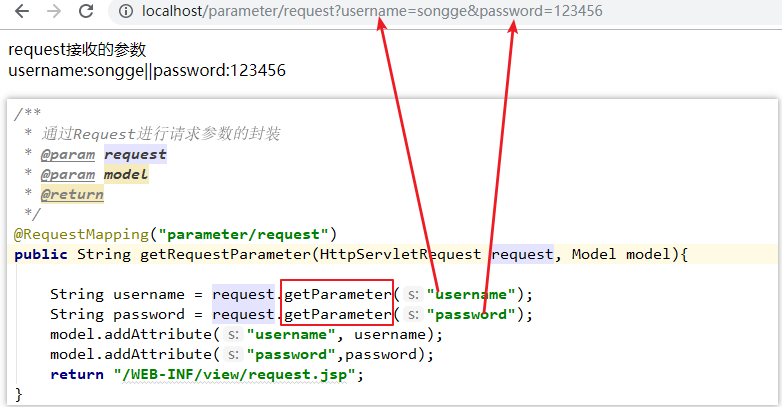 localhost/parameter/request?username=songge&password=123456
request接收的参数
username:songge||password:123456
/**
 * 通过Request进行请求参数的封装
 * @param request
 * @param model
 * @return
 */
@RequestMapping("parameter/request")
public String getRequestParameter(HttpServletRequest request, Model model){
    String username = request.getParameter( s: "username");
    String password = request.getParameter( s: "password");
    model.addAttribute( s: "username", username);
    model.addAttribute( s: "password",password);
    return "/WEB-INF/view/request.jsp";
}